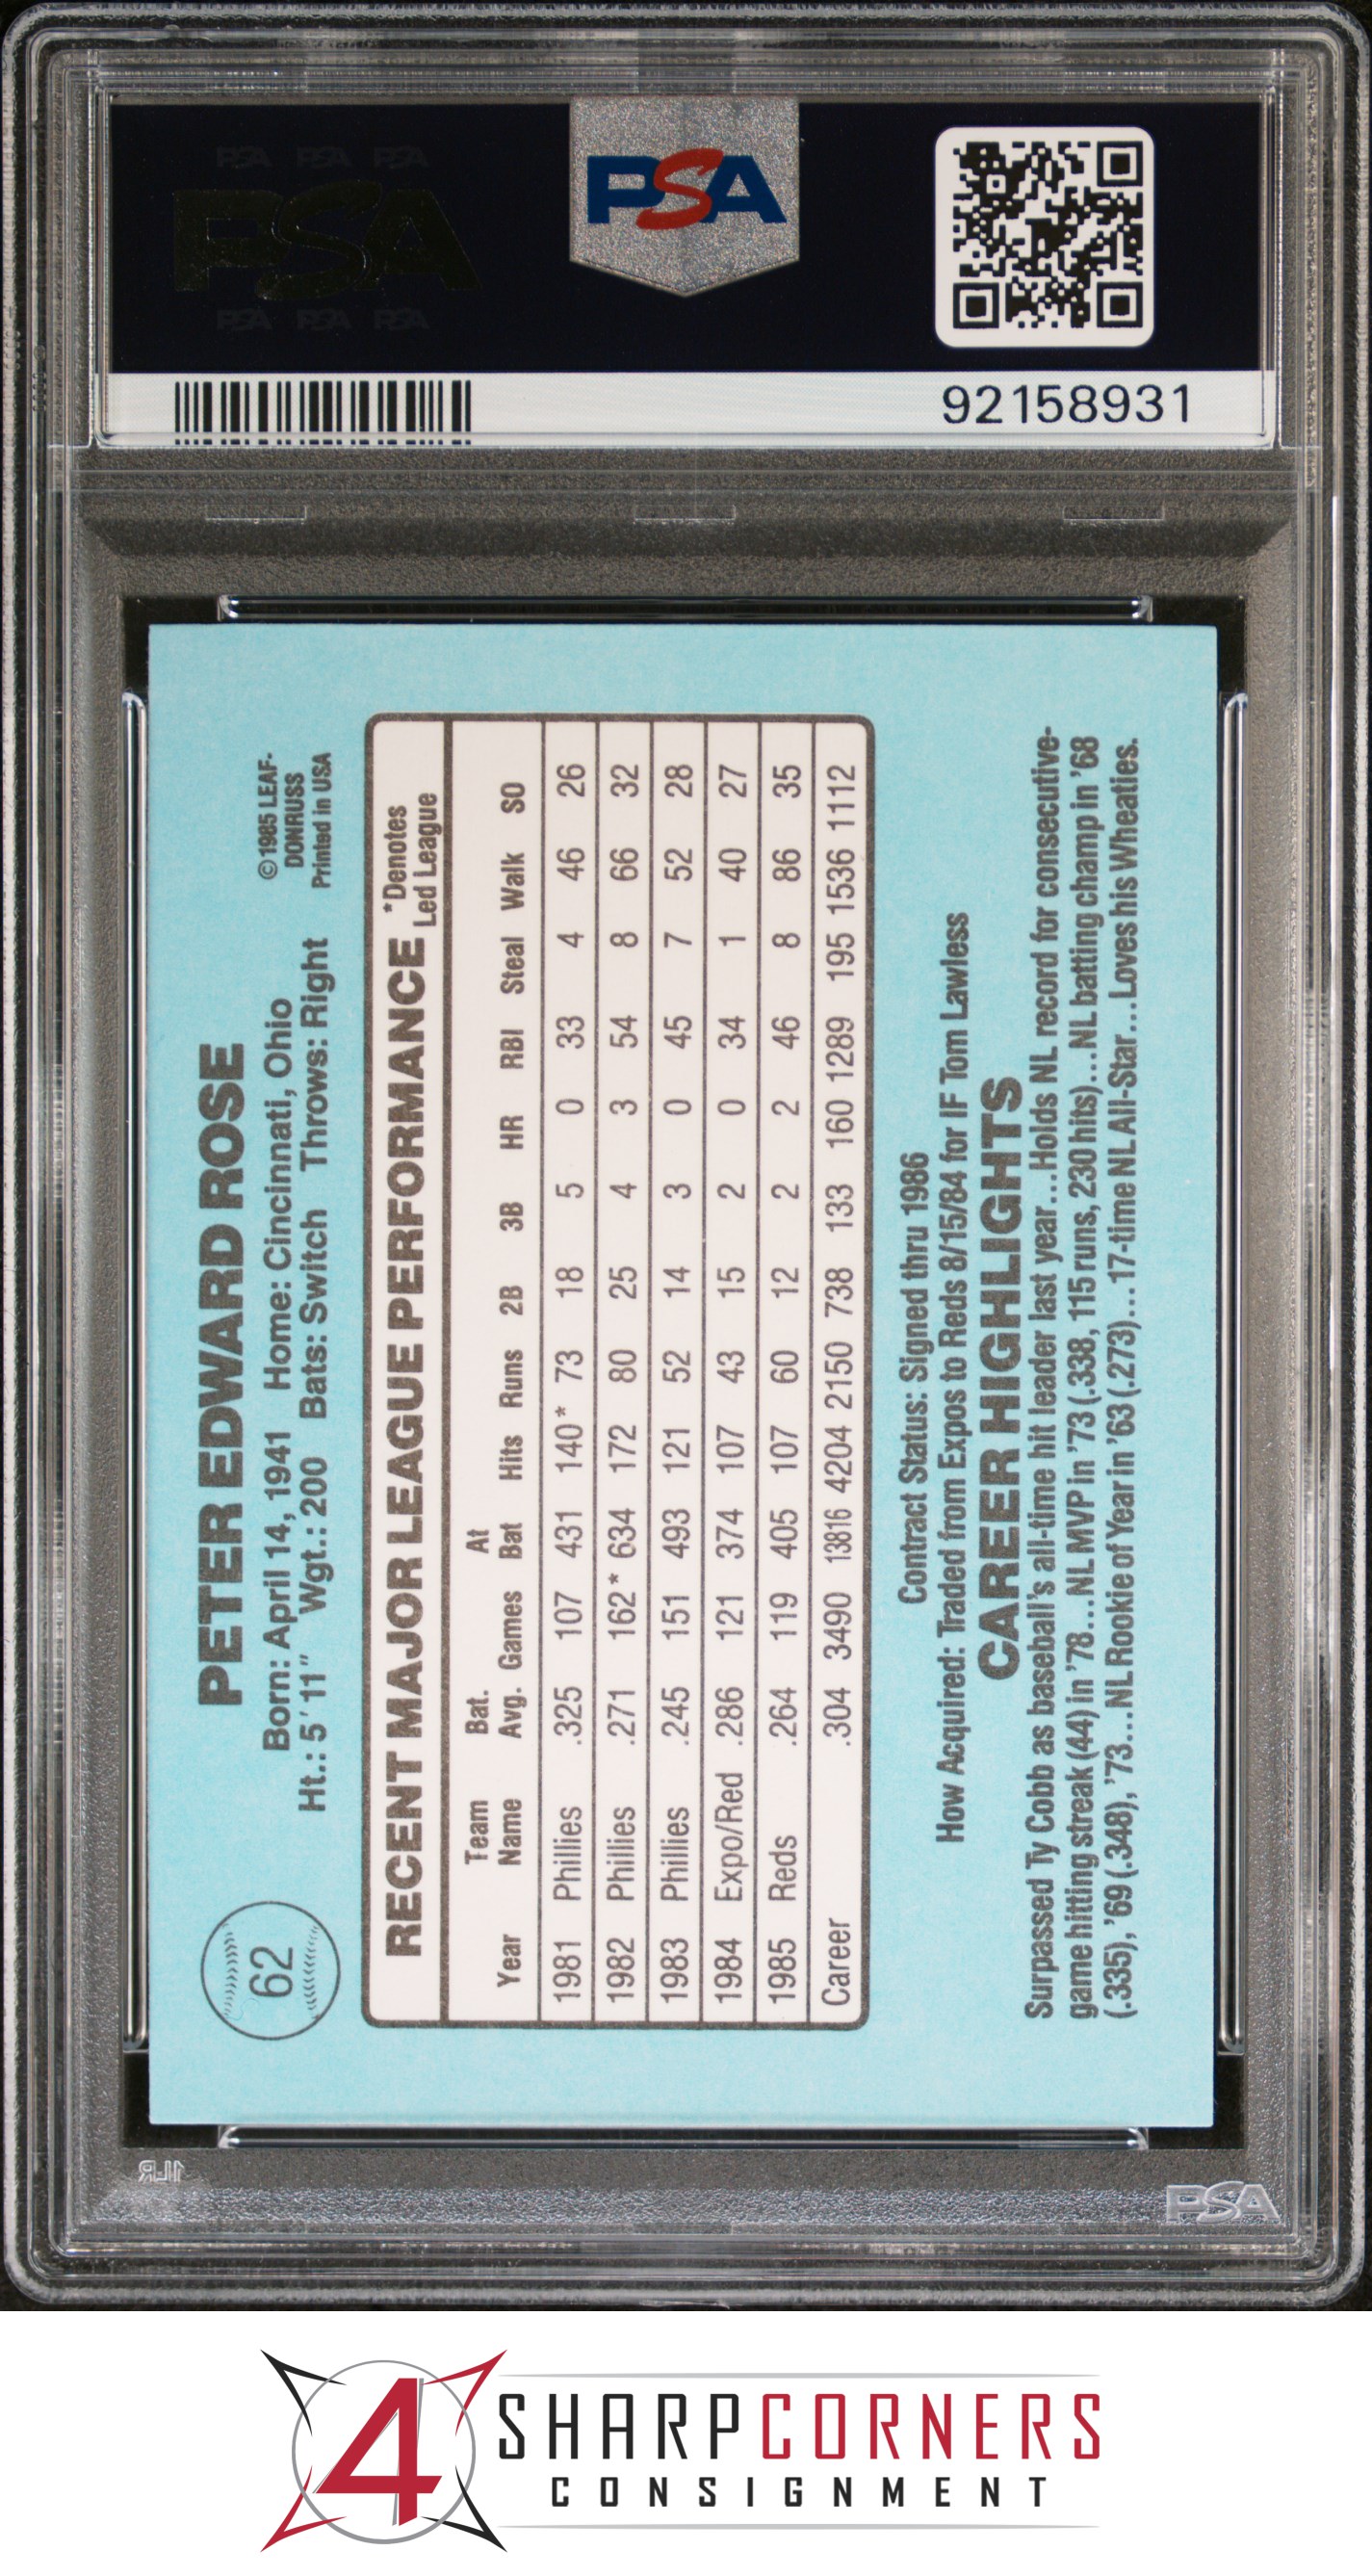 PSA PSA PSA
PSA
PSA PSA PSA
PSA
92158931
62
PETER EDWARD ROSE
Born: April 14, 1941 Home: Cincinnati, Ohio
Ht.: 5'11" Wgt.: 200 Bats: Switch Throws: Right
© 1985 LEAF-
DONRUSS
Printed in USA
RECENT MAJOR LEAGUE PERFORMANCE
*Denotes
Led League
Year Team Name Bat. Avg. Games At Bat Hits Runs 2B 3B HR RBI Steal Walk SO
1981 Phillies .325 107 431 140* 73 18 5 0 33 4 46 26
1982 Phillies .271 162* 634 172 80 25 4 3 54 8 66 32
1983 Phillies .245 151 493 121 52 14 3 0 45 7 52 28
1984 Expo/Red .286 121 374 107 43 15 2 0 34 1 40 27
1985 Reds .264 119 405 107 60 12 2 2 46 8 86 35
Career .304 3490 13816 4204 2150 738 133 160 1289 195 1536 1112
Contract Status: Signed thru 1986
How Acquired: Traded from Expos to Reds 8/15/84 for IF Tom Lawless
CAREER HIGHLIGHTS
Surpassed Ty Cobb as baseball's all-time hit leader last year...Holds NL record for consecutive-
game hitting streak (44) in '78...NL MVP in '73 (.338, 115 runs, 230 hits)...NL batting champ in '68
(.335), '69 (.348), '73...NL Rookie of Year in '63 (.273)...17-time NL All-Star...Loves his Wheaties.
1LR
PSA
4
SHARPCORNERS
CONSIGNMENT